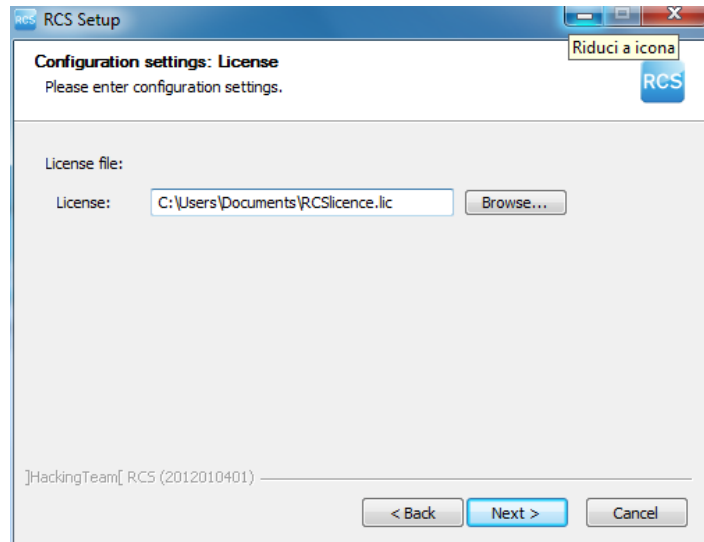 RCS RCS Setup
Riduci a icona
Configuration settings: License
Please enter configuration settings.
RCS
License file:
License: C:\Users\Documents\RCSlicence.lic Browse...
]HackingTeam[ RCS (2012010401)
< Back Next > Cancel